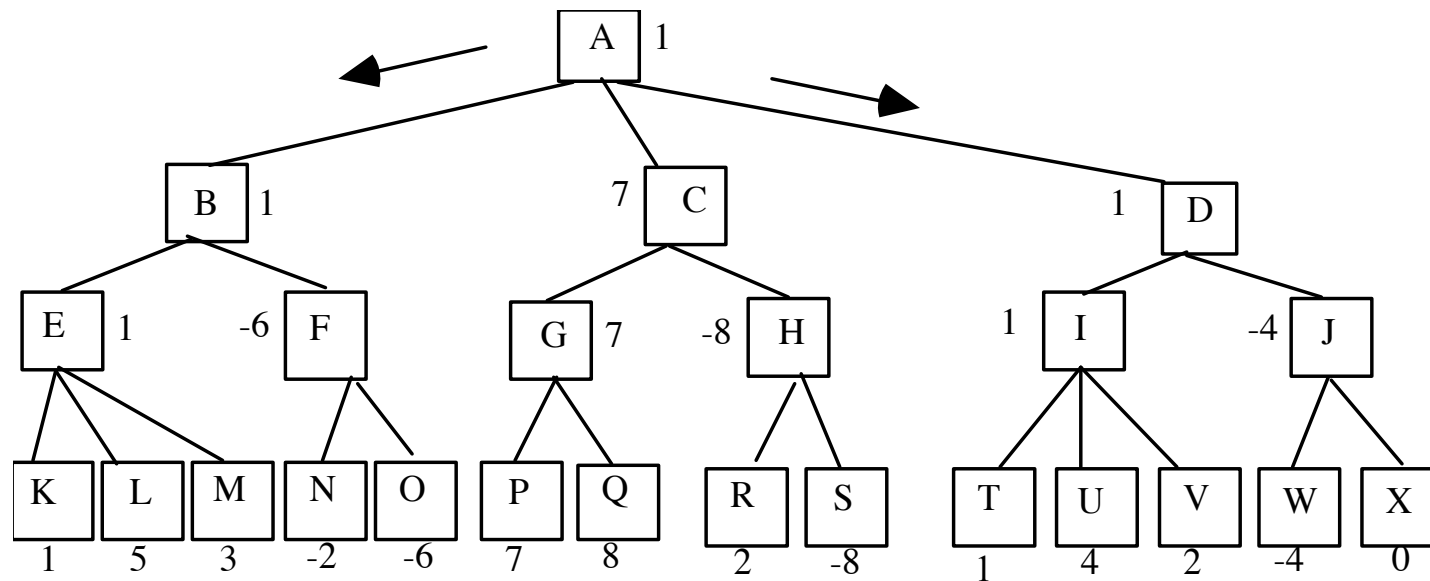 A 1
B 1 7 C 1 D
E 1 -6 F G 7 -8 H 1 I -4 J
K L M N O P Q R S T U V W X
1 5 3 -2 -6 7 8 2 -8 1 4 2 -4 0